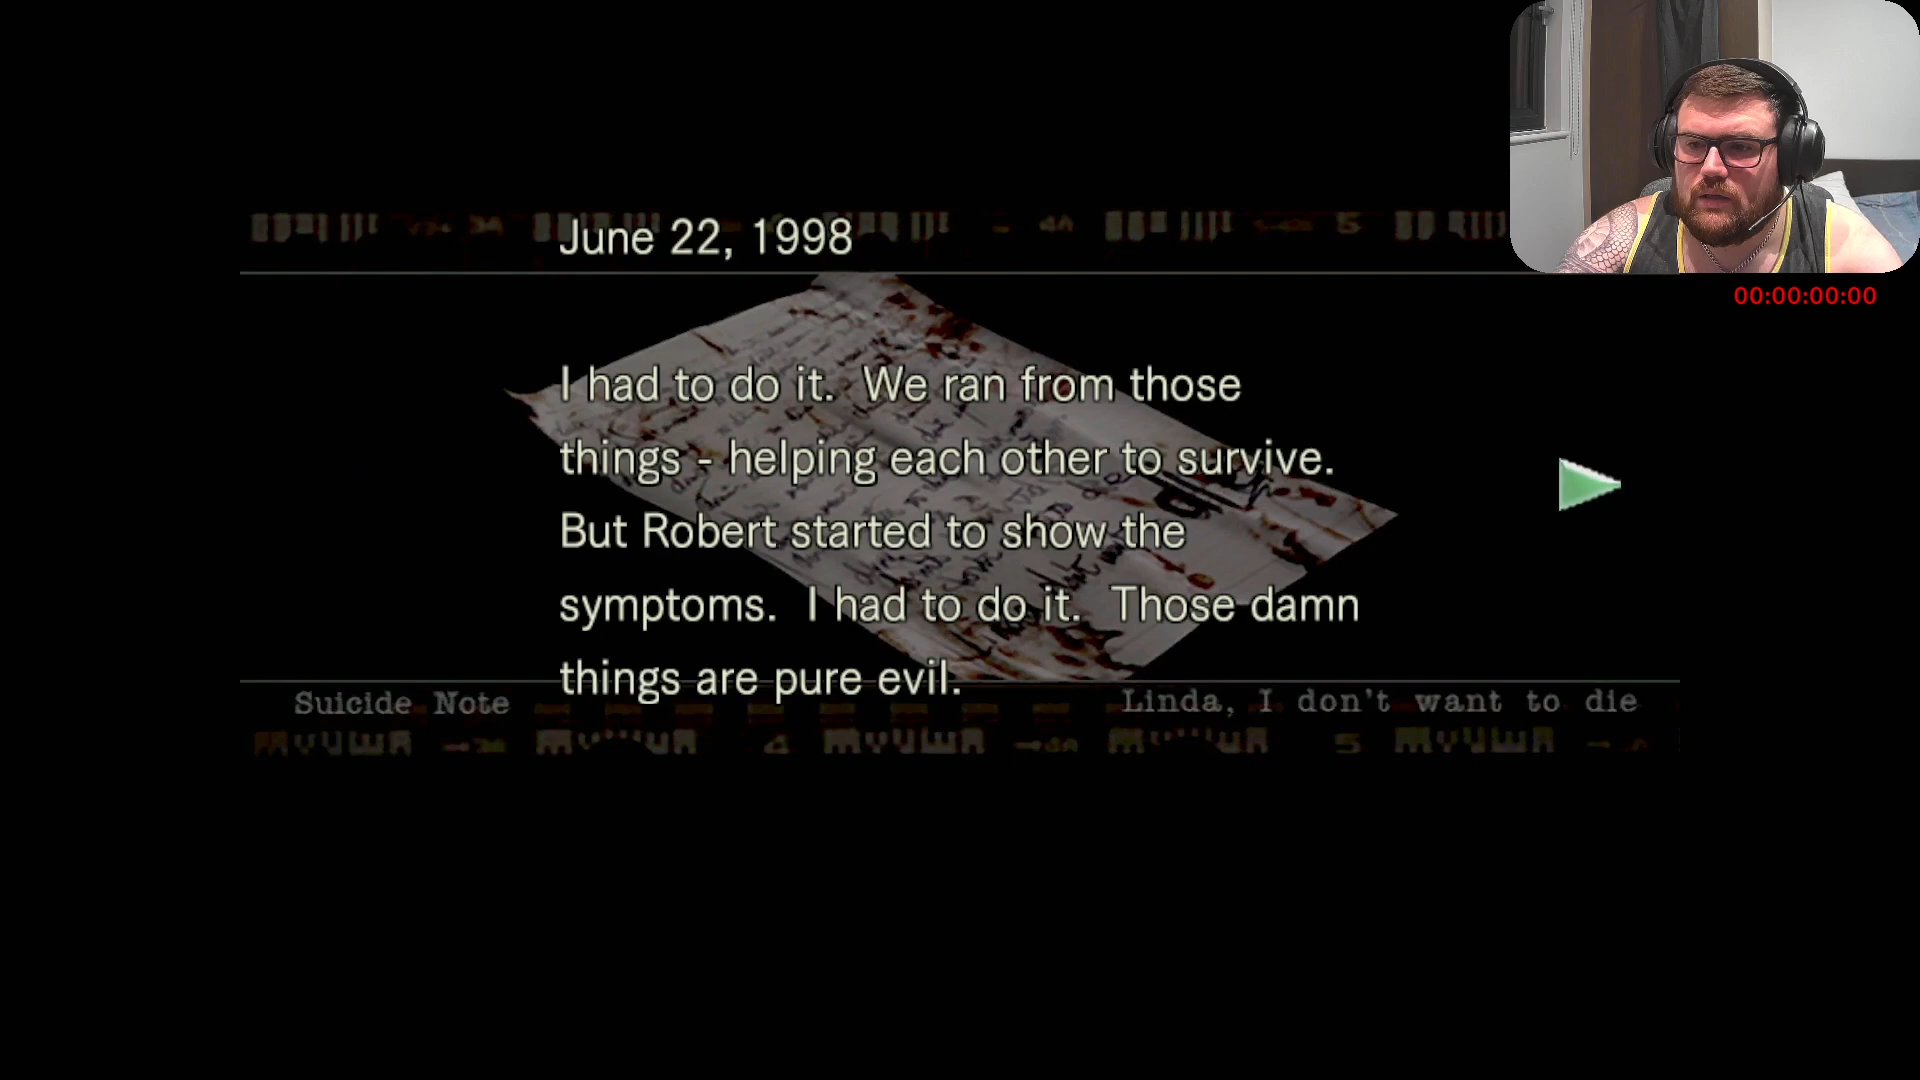 June 22, 1998
00:00:00:00
I had to do it.  We ran from those
things - helping each other to survive.
But Robert started to show the
symptoms.  I had to do it.  Those damn
things are pure evil.
Suicide Note
Linda, I don't want to die